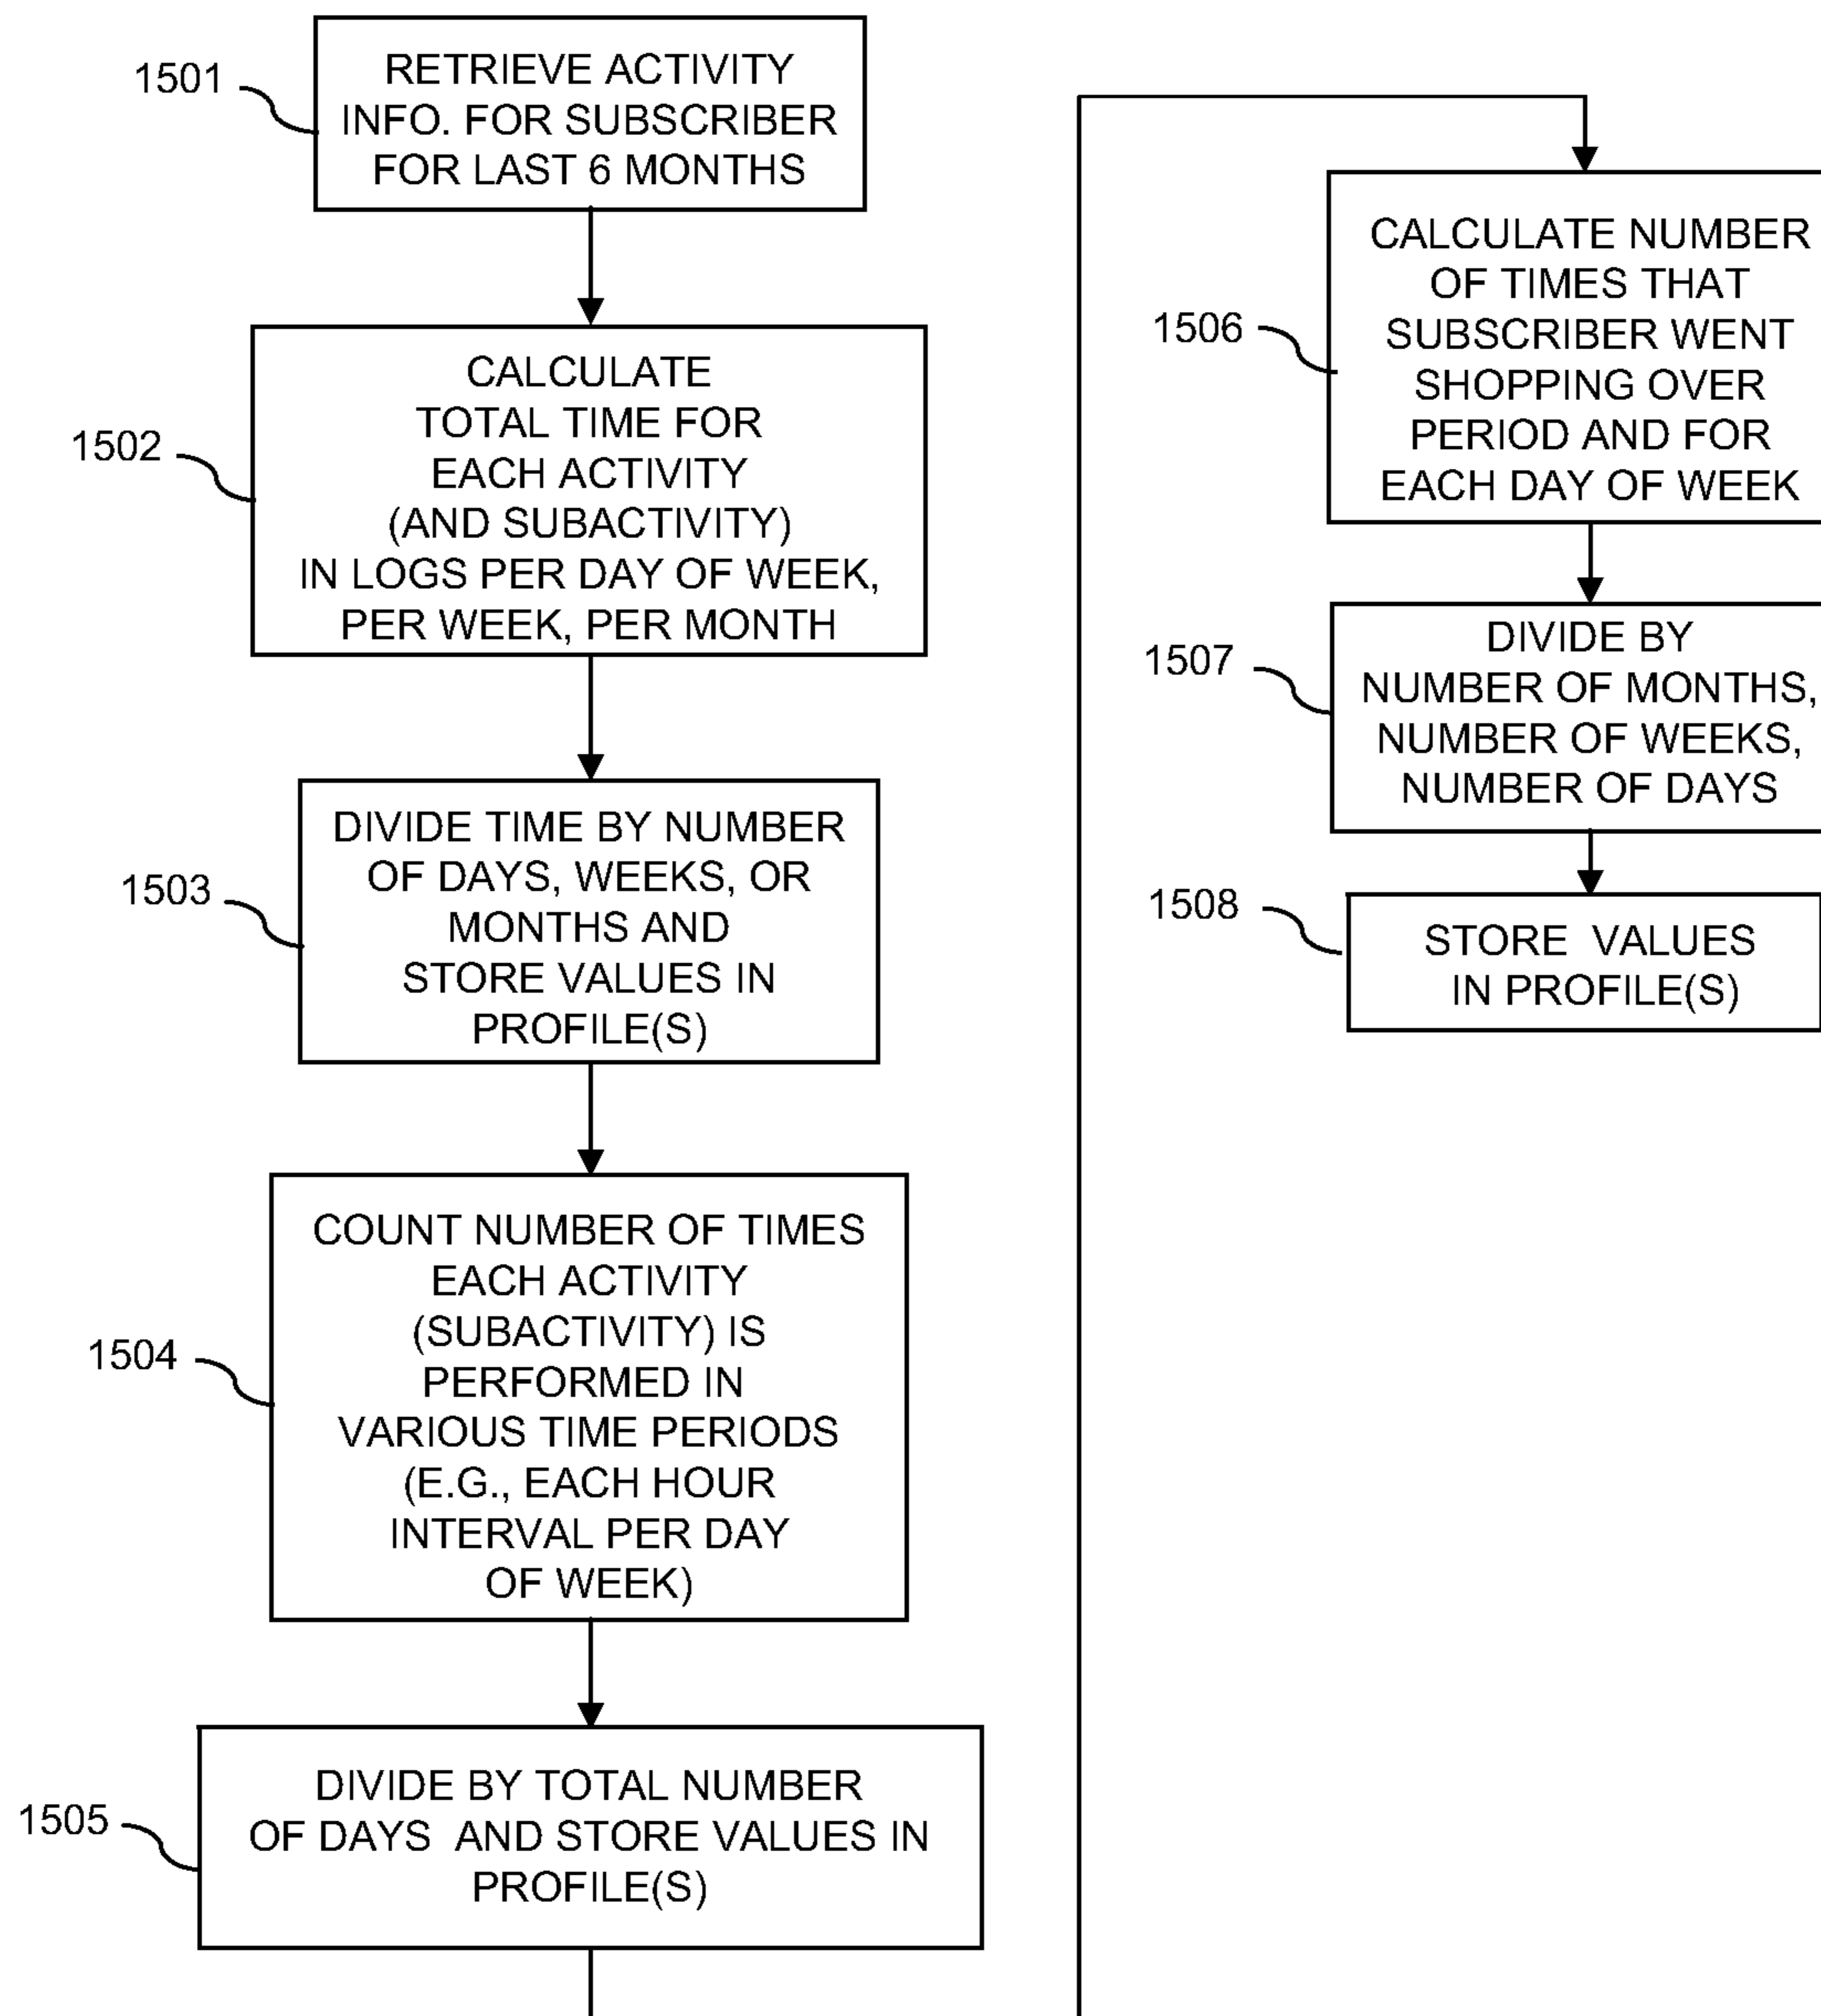 1501
RETRIEVE ACTIVITY
INFO. FOR SUBSCRIBER
FOR LAST 6 MONTHS
1502
CALCULATE
TOTAL TIME FOR
EACH ACTIVITY
(AND SUBACTIVITY)
IN LOGS PER DAY OF WEEK,
PER WEEK, PER MONTH
1503
DIVIDE TIME BY NUMBER
OF DAYS, WEEKS, OR
MONTHS AND
STORE VALUES IN
PROFILE(S)
1504
COUNT NUMBER OF TIMES
EACH ACTIVITY
(SUBACTIVITY) IS
PERFORMED IN
VARIOUS TIME PERIODS
(E.G., EACH HOUR
INTERVAL PER DAY
OF WEEK)
1505
DIVIDE BY TOTAL NUMBER
OF DAYS AND STORE VALUES IN
PROFILE(S)
1506
CALCULATE NUMBER
OF TIMES THAT
SUBSCRIBER WENT
SHOPPING OVER
PERIOD AND FOR
EACH DAY OF WEEK
1507
DIVIDE BY
NUMBER OF MONTHS,
NUMBER OF WEEKS,
NUMBER OF DAYS
1508
STORE VALUES
IN PROFILE(S)